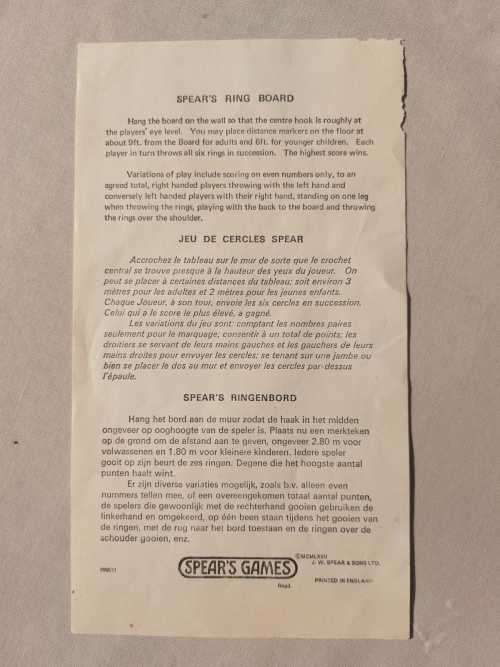 SPEAR'S RING BOARD
Hang the board on the wall so that the centre hook is roughly at
the players' eye level. You may place distance markers on the floor at
about 9ft. from the Board for adults and 6ft. for younger children. Each
player in turn throws all six rings in succession. The highest score wins.
Variations of play include scoring on even numbers only, to an
agreed total, right handed players throwing with the left hand and
conversely left handed players with their right hand, standing on one leg
when throwing the rings, playing with the back to the board and throwing
the rings over the shoulder.
JEU DE CERCLES SPEAR
Accrochez le tableau sur le mur de sorte que le crochet
central se trouve presque à la hauteur des yeux du joueur. On
peut se placer à certaines distances du tableau; soit environ 3
mètres pour les adultes et 2 mètres pour les jeunes enfants.
Chaque Joueur, à son tour, envoie les six cercles en succession.
Celui qui a le score le plus élevé, a gagné.
Les variations du jeu sont: comptant les nombres paires
seulement pour le marquage; consentir à un total de points; les
droitiers se servant de leurs mains gauches et les gauchers de leurs
mains droites pour envoyer les cercles; se tenant sur une jambe ou
bien se placer le dos au mur et envoyer les cercles par-dessus
l'épaule.
SPEAR'S RINGENBORD
Hang het bord aan de muur zodat de haak in het midden
ongeveer op ooghoogte van de speler is. Plaats nu een merkteken
op de grond om de afstand aan te geven, ongeveer 2.80 m voor
volwassenen en 1.80 m voor kleinere kinderen. Iedere speler
gooit op zijn beurt de zes ringen. Degene die het hoogste aantal
punten haalt wint.
Er zijn diverse variaties mogelijk, zoals b.v. alleen even
nummers tellen mee, of een overeengekomen totaal aantal punten,
de spelers die gewoonlijk met de rechterhand gooien gebruiken de
linkerhand en omgekeerd, op één been staan tijdens het gooien van
de ringen, met de rug naar het bord toestaan en de ringen over de
schouder gooien, enz.
SPEAR'S GAMES
Regd.
©MCMLXXII
J. W. SPEAR & SONS LTD.
PRINTED IN ENGLAND